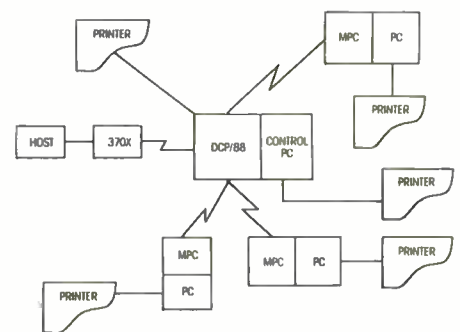 PRINTER
MPC PC
PRINTER
HOST 370X DCP/88 CONTROL
PC
PRINTER
MPC
PC
MPC PC PRINTER
PRINTER